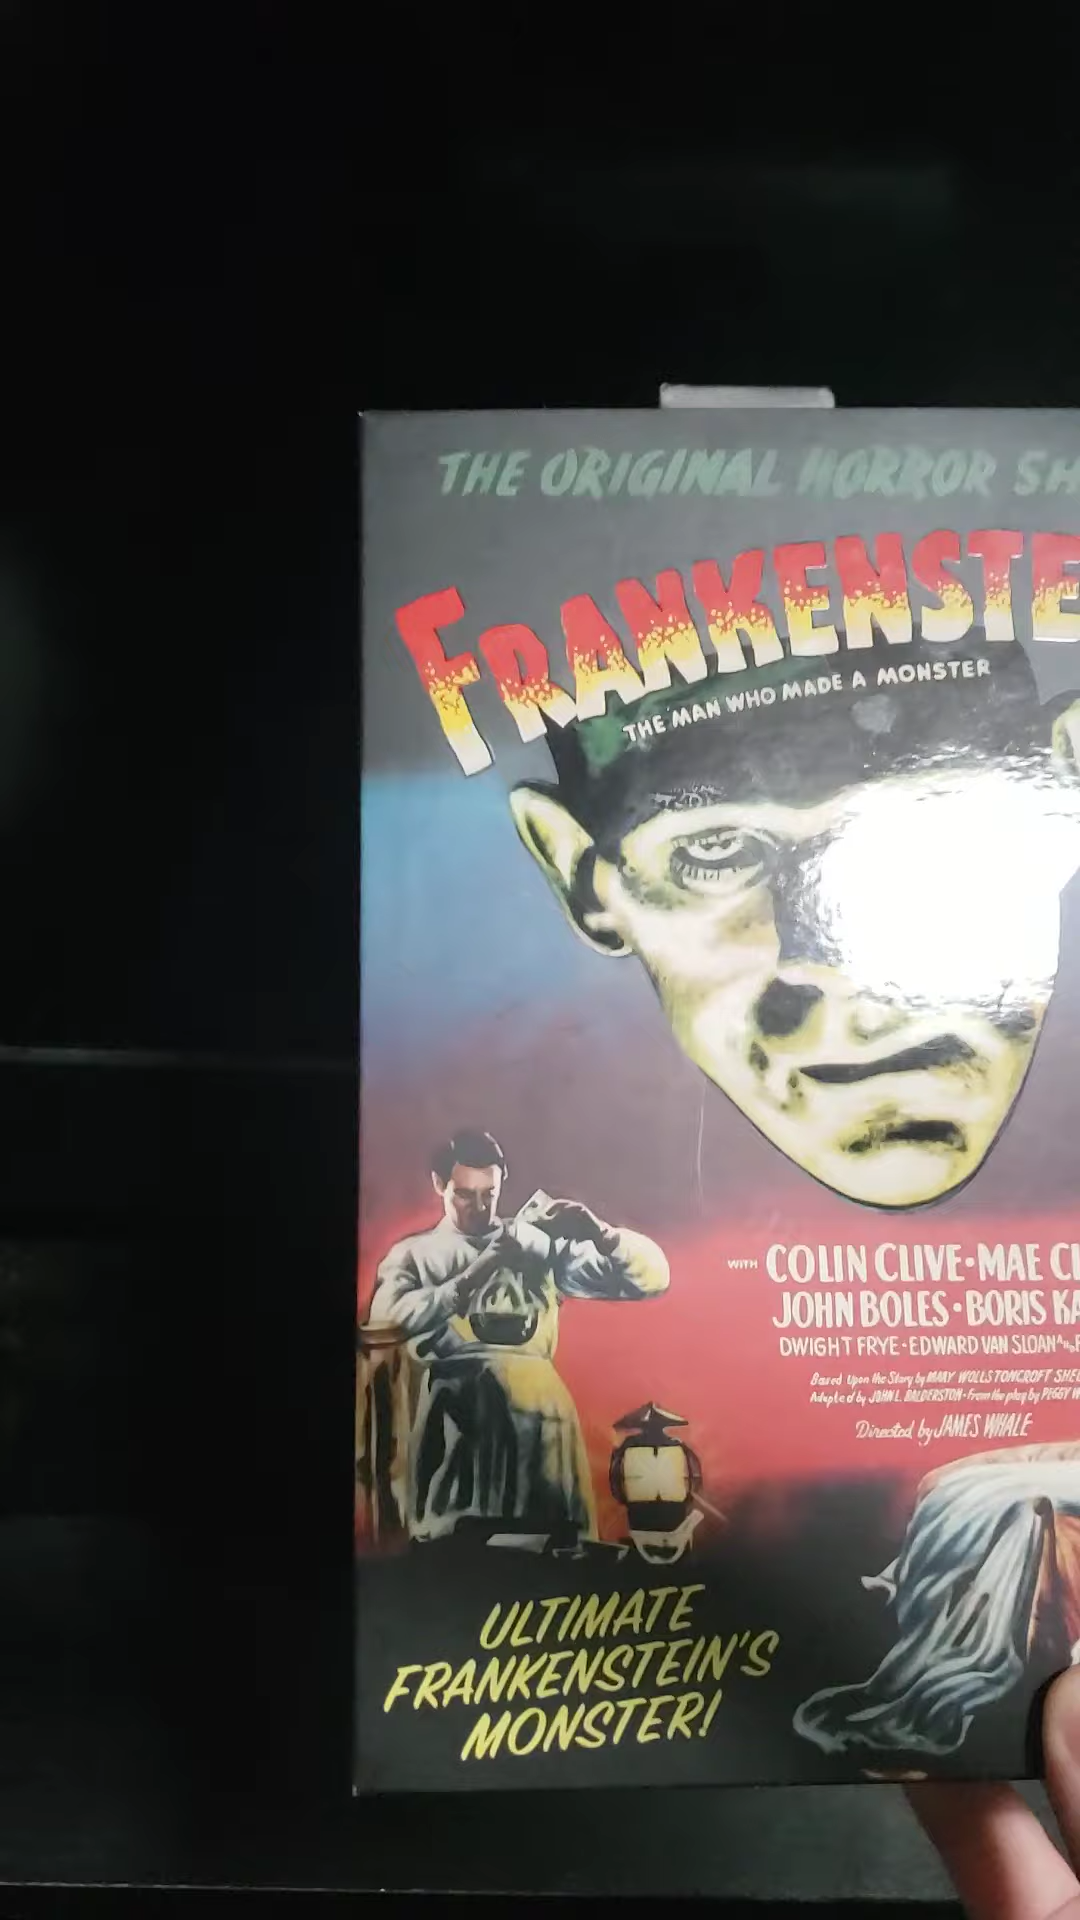 THE ORIGINAL HORROR SH
FRANKENSTE
THE MAN WHO MADE A MONSTER
WITH COLIN CLIVE · MAE CL
JOHN BOLES · BORIS KA
DWIGHT FRYE · EDWARD VAN SLOAN AND F
Based Upon the Story by MARY WOLLSTONCROFT SHEL
Adapted by JOHN L. BALDERSTON · From the play by PEGGY W
Directed by JAMES WHALE
ULTIMATE
FRANKENSTEIN'S
MONSTER!